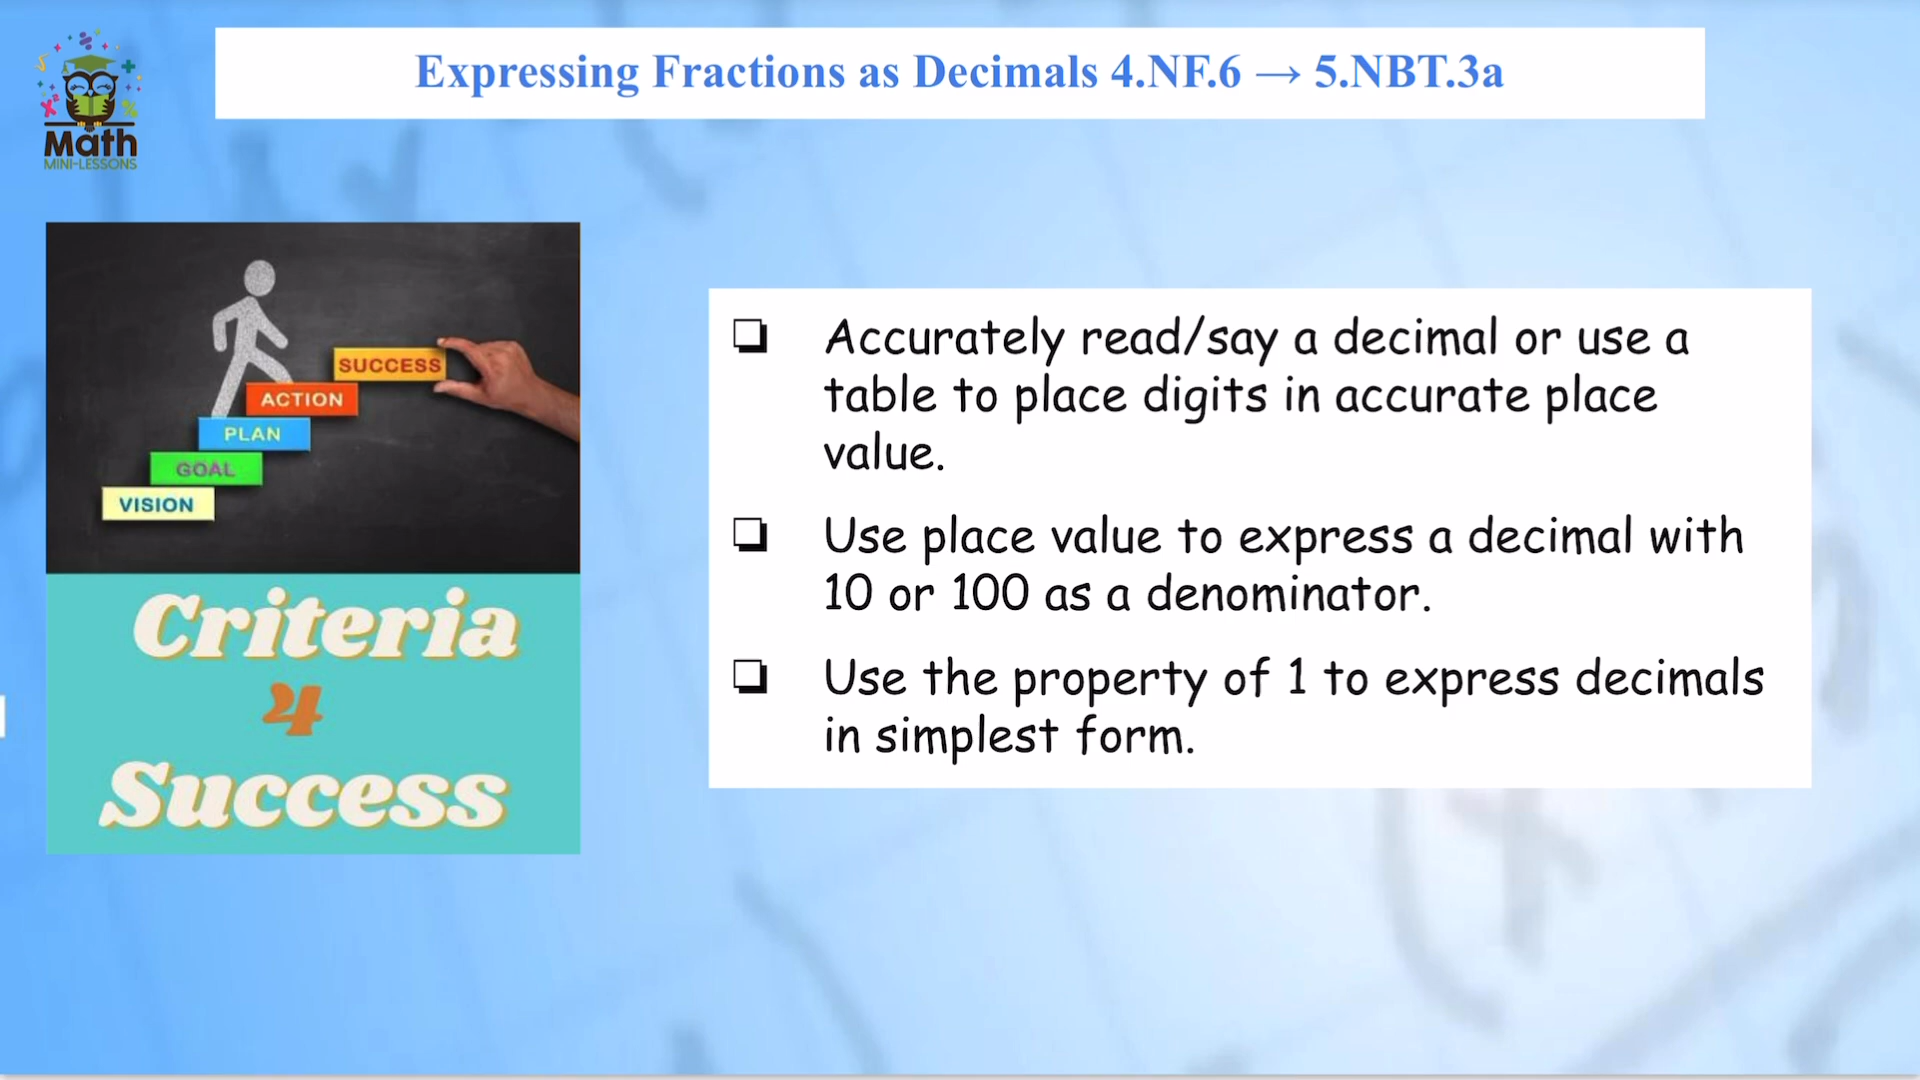 Expressing Fractions as Decimals 4.NF.6 → 5.NBT.3a
Math
MINI-LESSONS
SUCCESS
ACTION
PLAN
GOAL
VISION
Criteria
4
Success
❏ Accurately read/say a decimal or use a
table to place digits in accurate place
value.
❏ Use place value to express a decimal with
10 or 100 as a denominator.
❏ Use the property of 1 to express decimals
in simplest form.